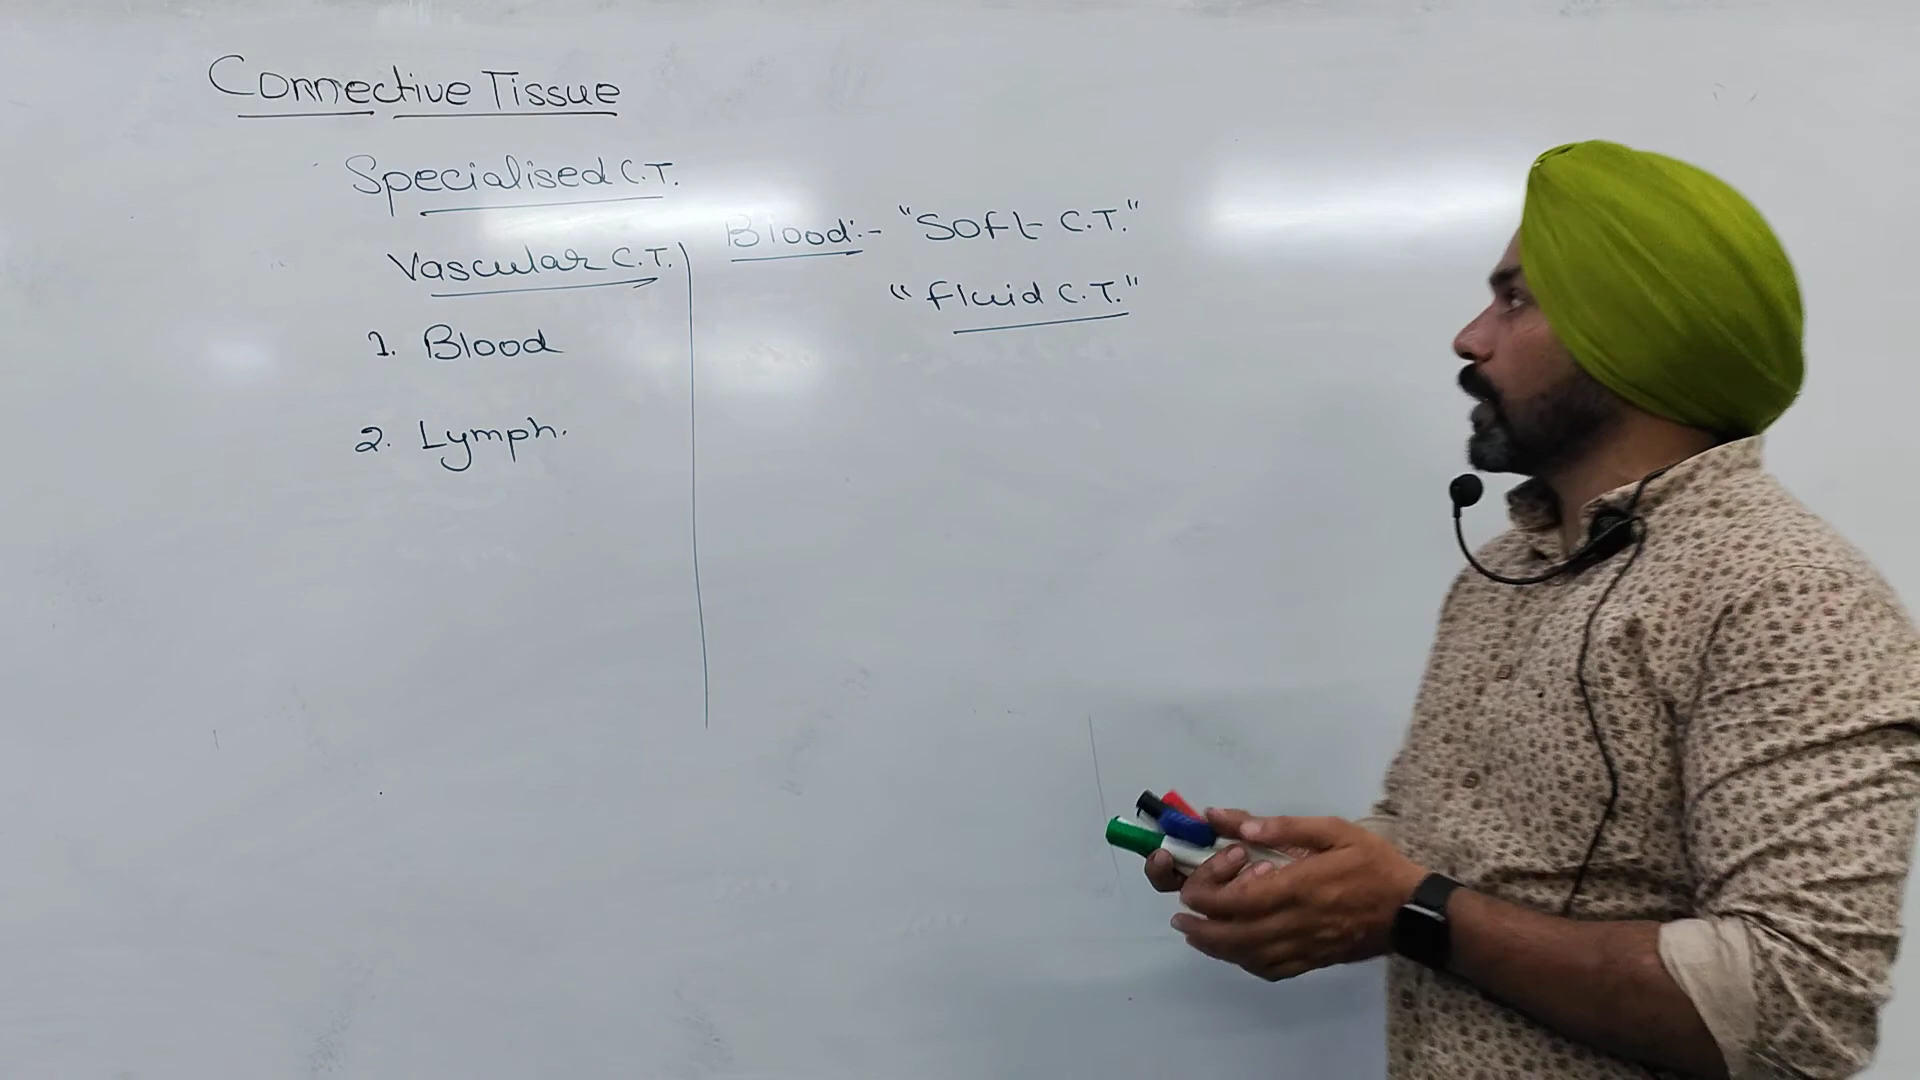 Connective Tissue
Specialised C.T.
Vascular C.T.
1. Blood
2. Lymph.
Blood:- "Soft C.T."
"fluid C.T."